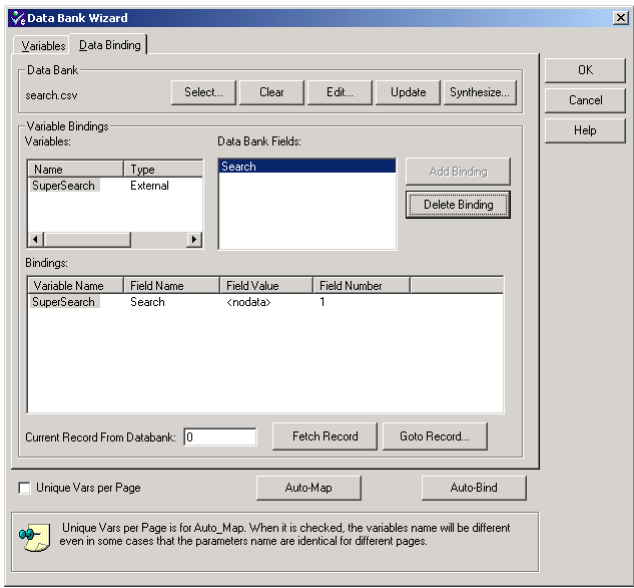 Data Bank Wizard
Variables Data Binding
Data Bank
search.csv Select... Clear Edit... Update Synthesize...
OK
Cancel
Help
Variable Bindings
Variables: Data Bank Fields:
Name Type
SuperSearch External
Search
Add Binding
Delete Binding
Bindings:
Variable Name Field Name Field Value Field Number
SuperSearch Search <nodata> 1
Current Record From Databank: 0 Fetch Record Goto Record...
Unique Vars per Page Auto-Map Auto-Bind
Unique Vars per Page is for Auto_Map. When it is checked, the variables name will be different
even in some cases that the parameters name are identical for different pages.